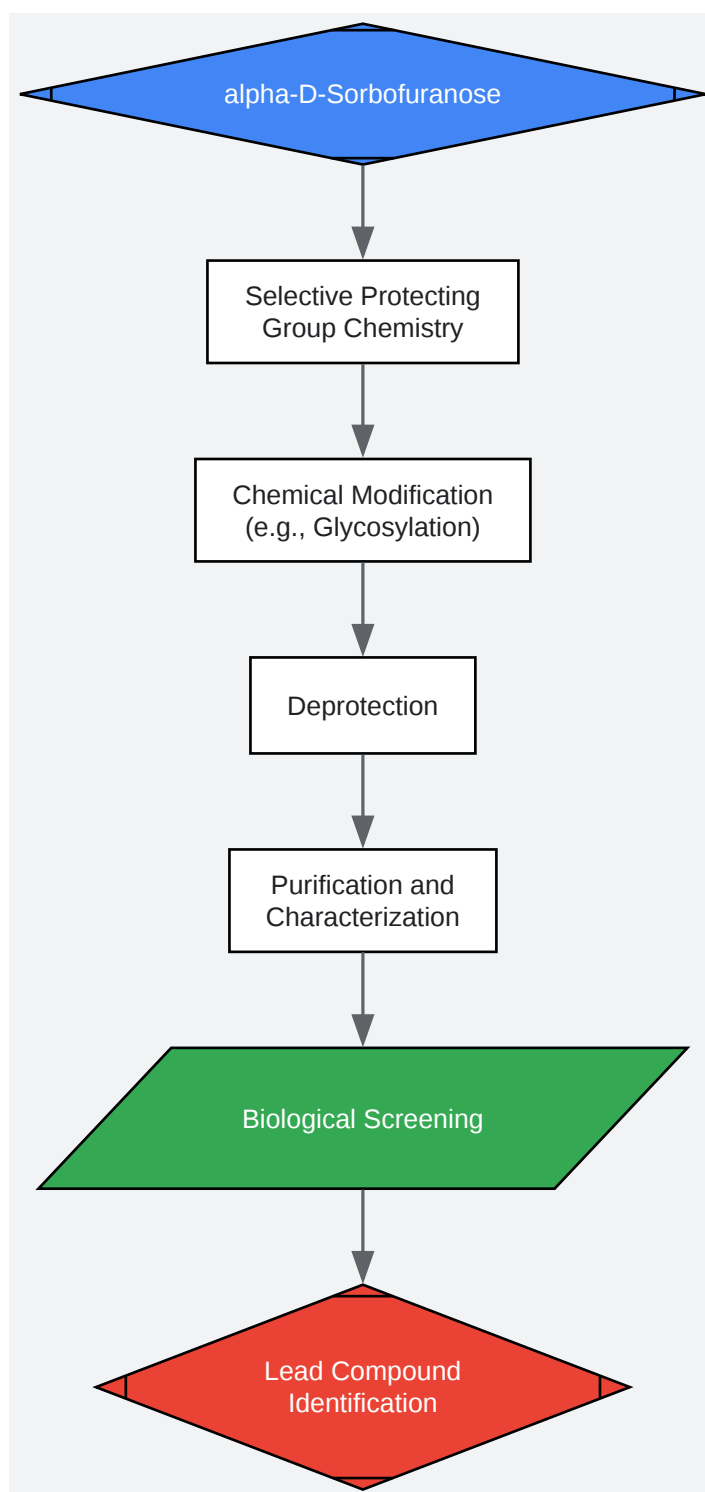 alpha-D-Sorbofuranose
Selective Protecting
Group Chemistry
Chemical Modification
(e.g., Glycosylation)
Deprotection
Purification and
Characterization
Biological Screening
Lead Compound
Identification